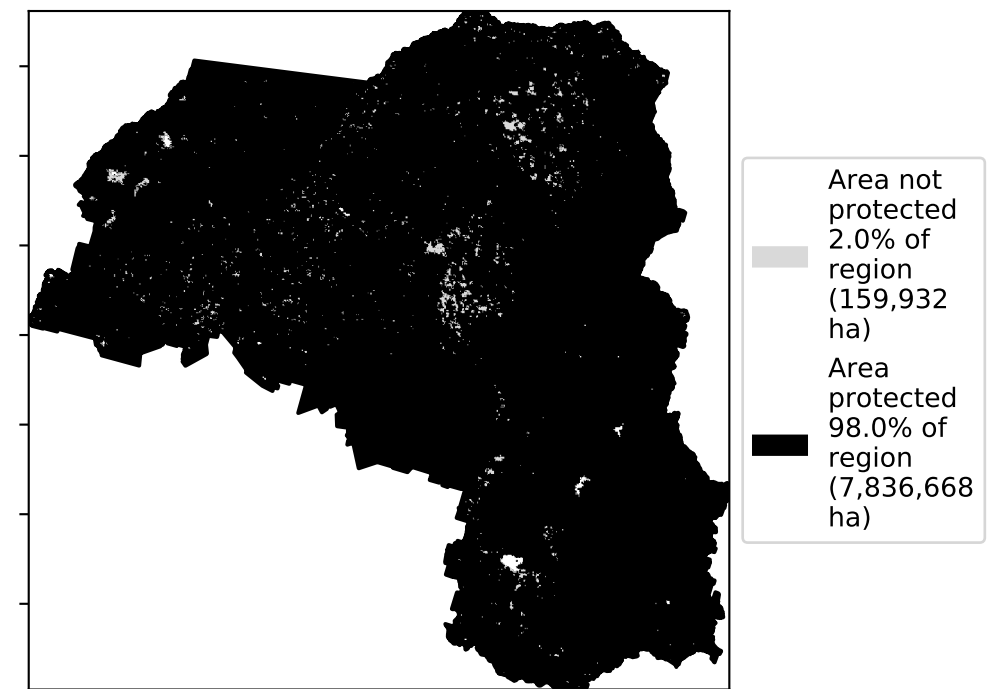 Area not
protected
2.0% of
region
(159,932
ha)
Area
protected
98.0% of
region
(7,836,668
ha)